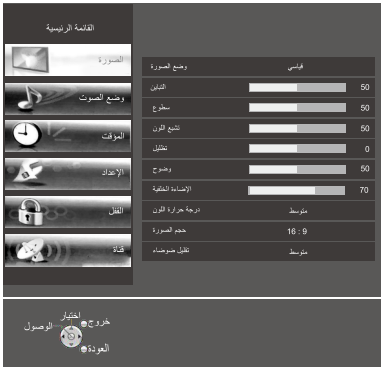 القائمة الرئيسية
الصورة
وضع الصوت
المؤقت
الإعداد
القفل
قناة
وضع الصورة قياسي
التباين 50
سطوع 50
تشبع اللون 50
تظليل 0
وضوح 50
الإضاءة الخلفية 70
درجة حرارة اللون متوسط
حجم الصورة 16 : 9
تقليل ضوضاء متوسط
اختيار
خروج
الوصول
العودة